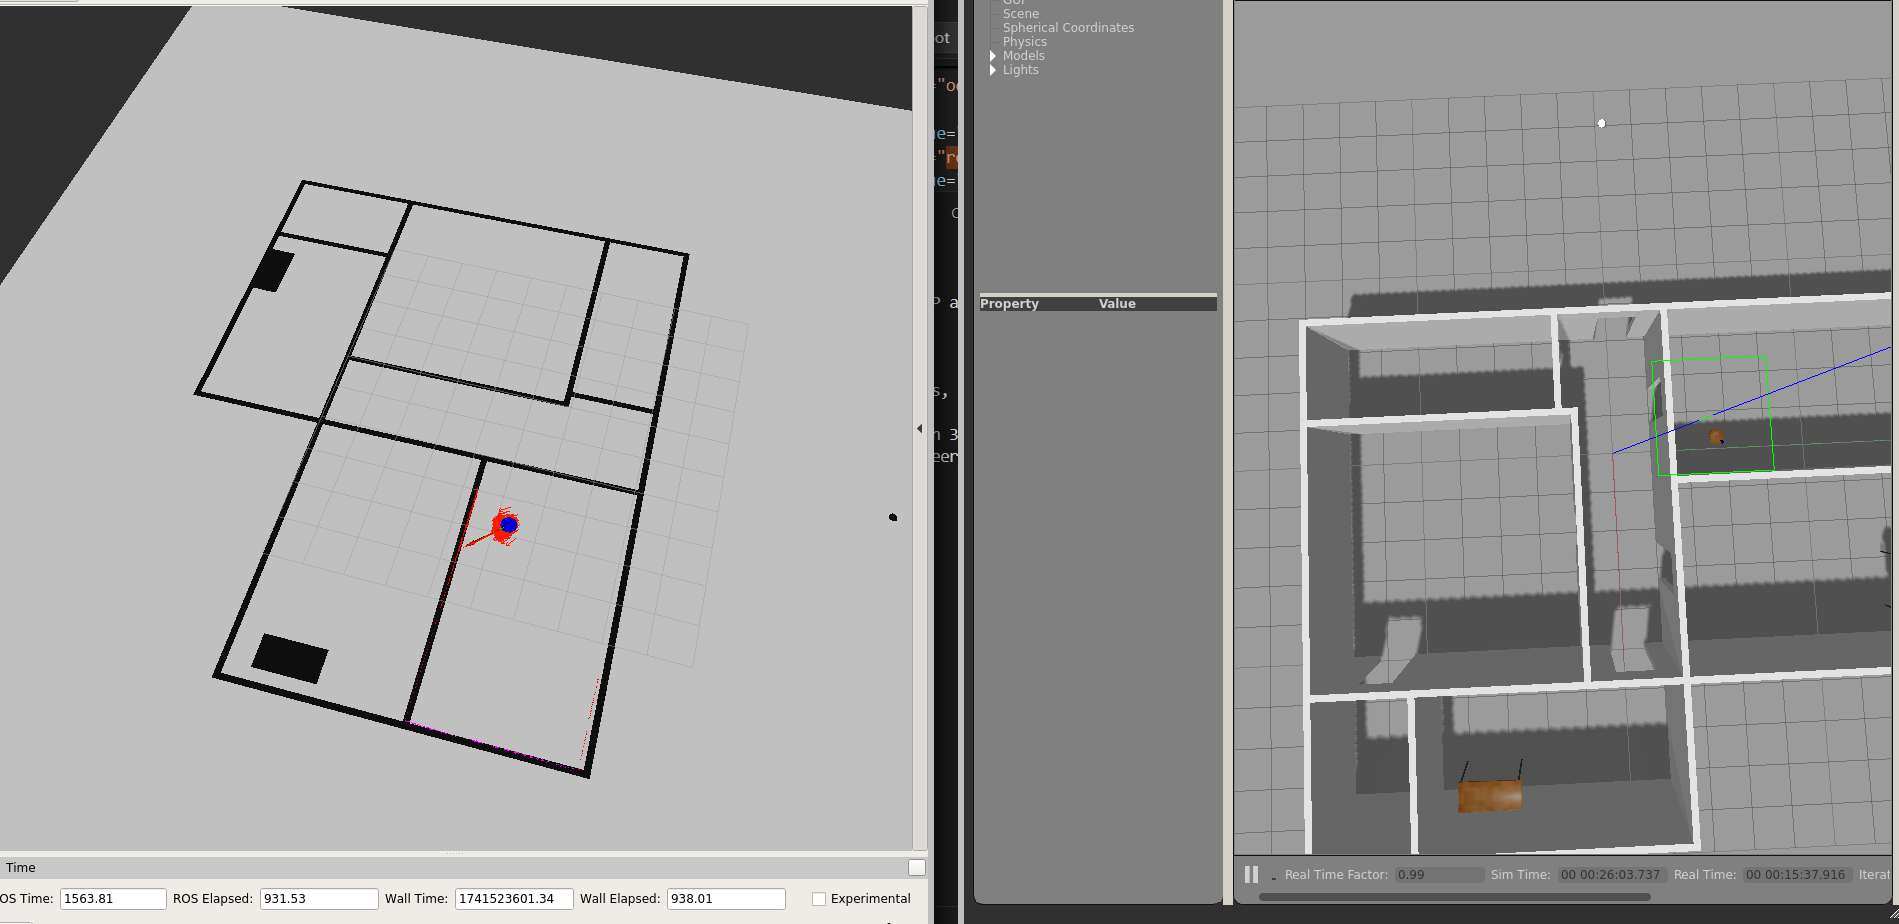 Scene
Spherical Coordinates
Physics
Models
Lights
Property Value
Time
OS Time: 1563.81 ROS Elapsed: 931.53 Wall Time: 1741523601.34 Wall Elapsed: 938.01 Experimental
Real Time Factor: 0.99 Sim Time: 00 00:26:03.737 Real Time: 00 00:15:37.916 Iterat
ot
="o
e=
="r
e=
P a
s,
n 3
eer